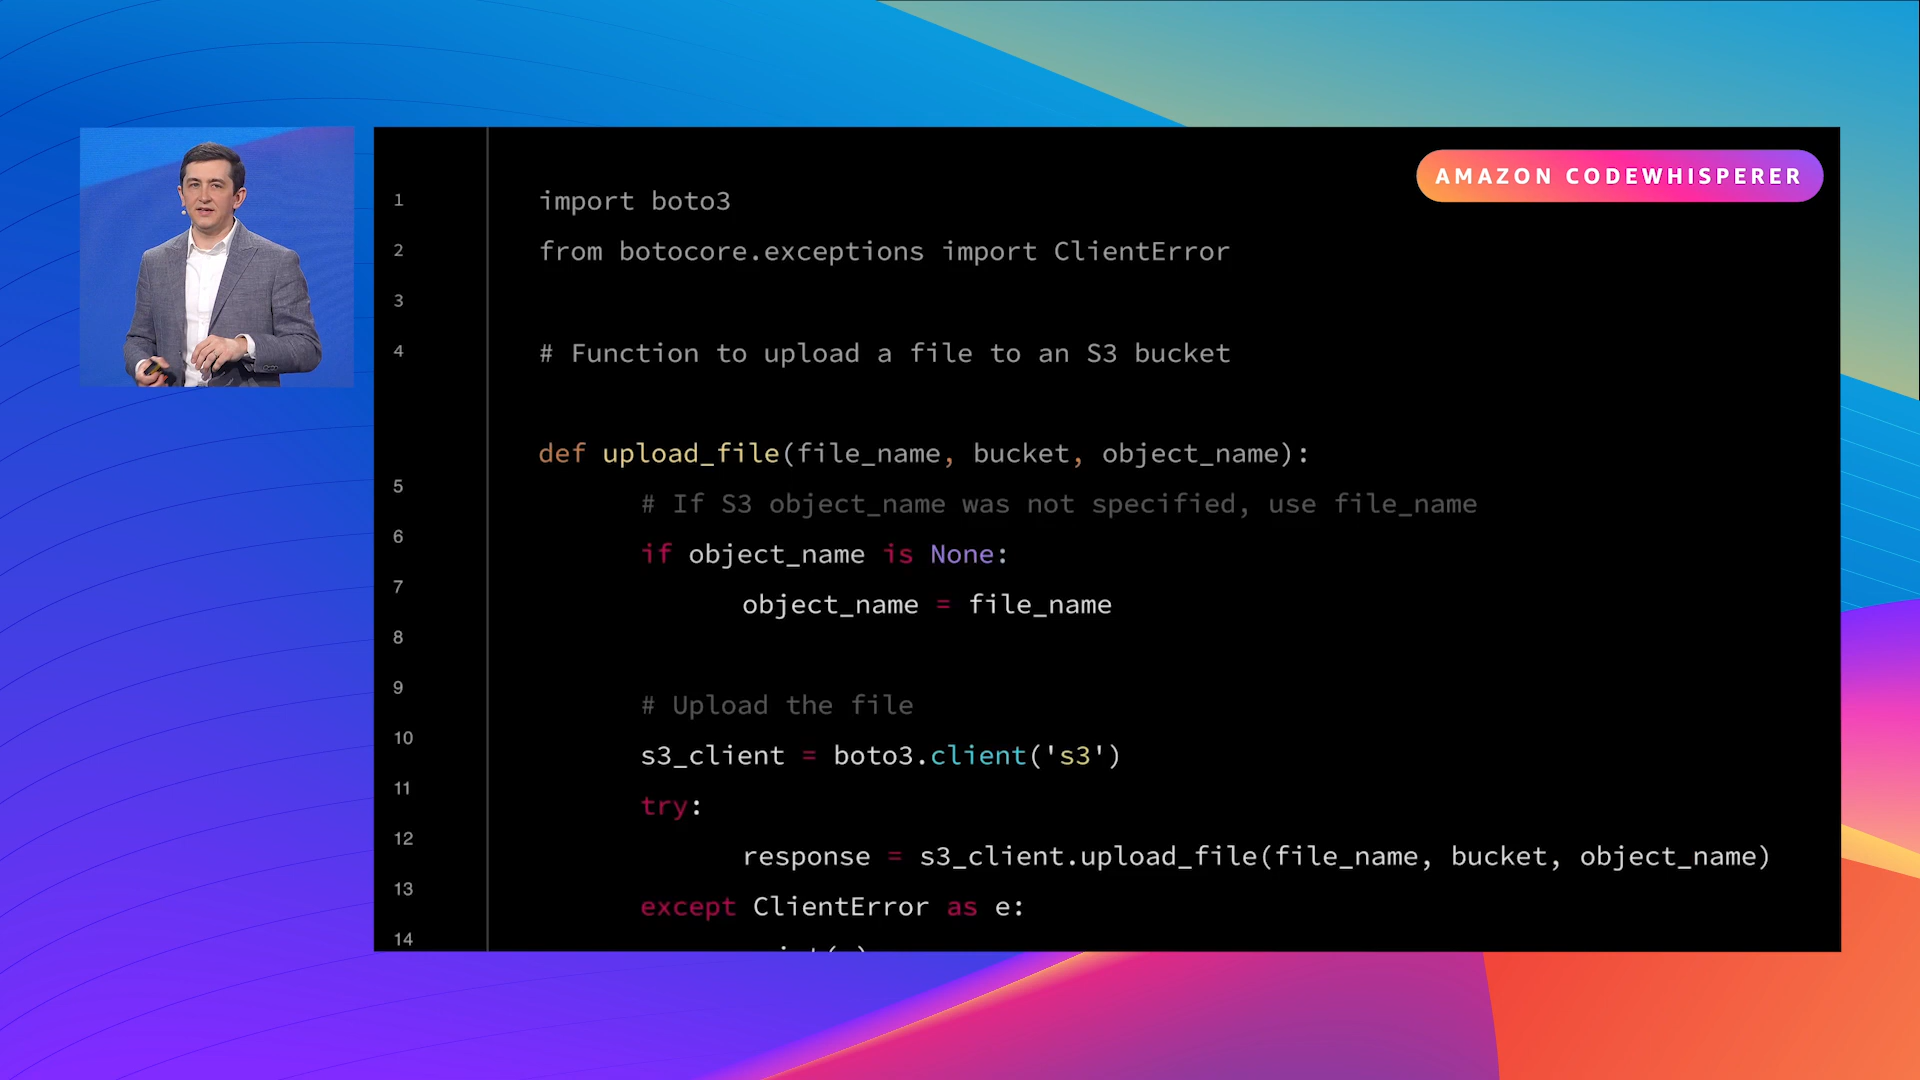 AMAZON CODEWHISPERER
1 import boto3
2 from botocore.exceptions import ClientError
3
4 # Function to upload a file to an S3 bucket
def upload_file(file_name, bucket, object_name):
5 # If S3 object_name was not specified, use file_name
6 if object_name is None:
7 object_name = file_name
8
9 # Upload the file
10 s3_client = boto3.client('s3')
11 try:
12 response = s3_client.upload_file(file_name, bucket, object_name)
13 except ClientError as e:
14